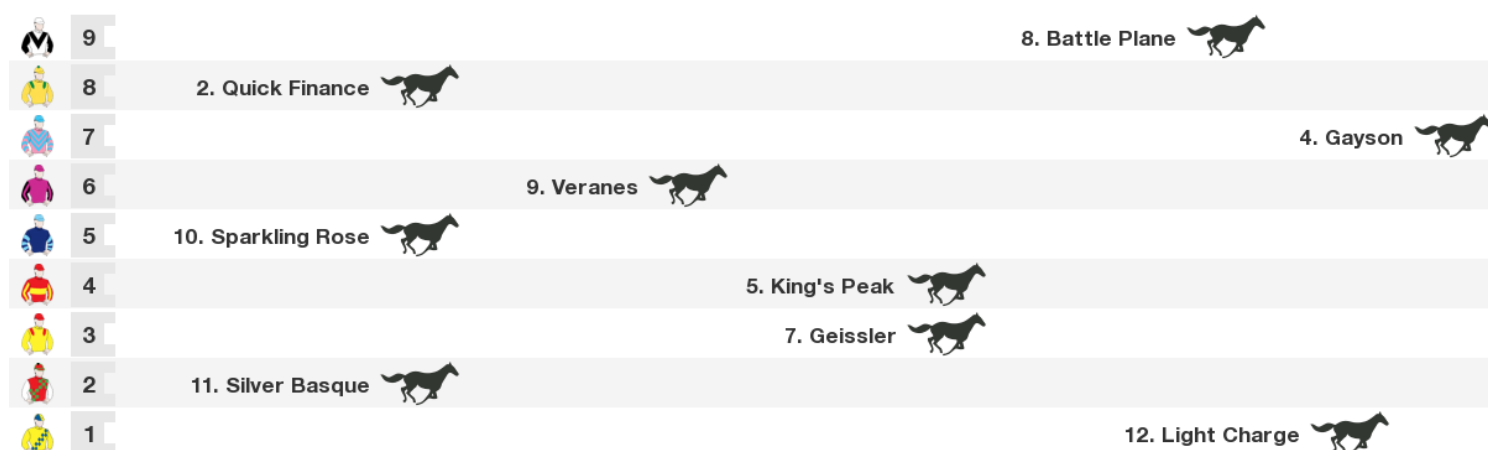 9 8. Battle Plane
8 2. Quick Finance
7 4. Gayson
6 9. Veranes
5 10. Sparkling Rose
4 5. King's Peak
3 7. Geissler
2 11. Silver Basque
1 12. Light Charge